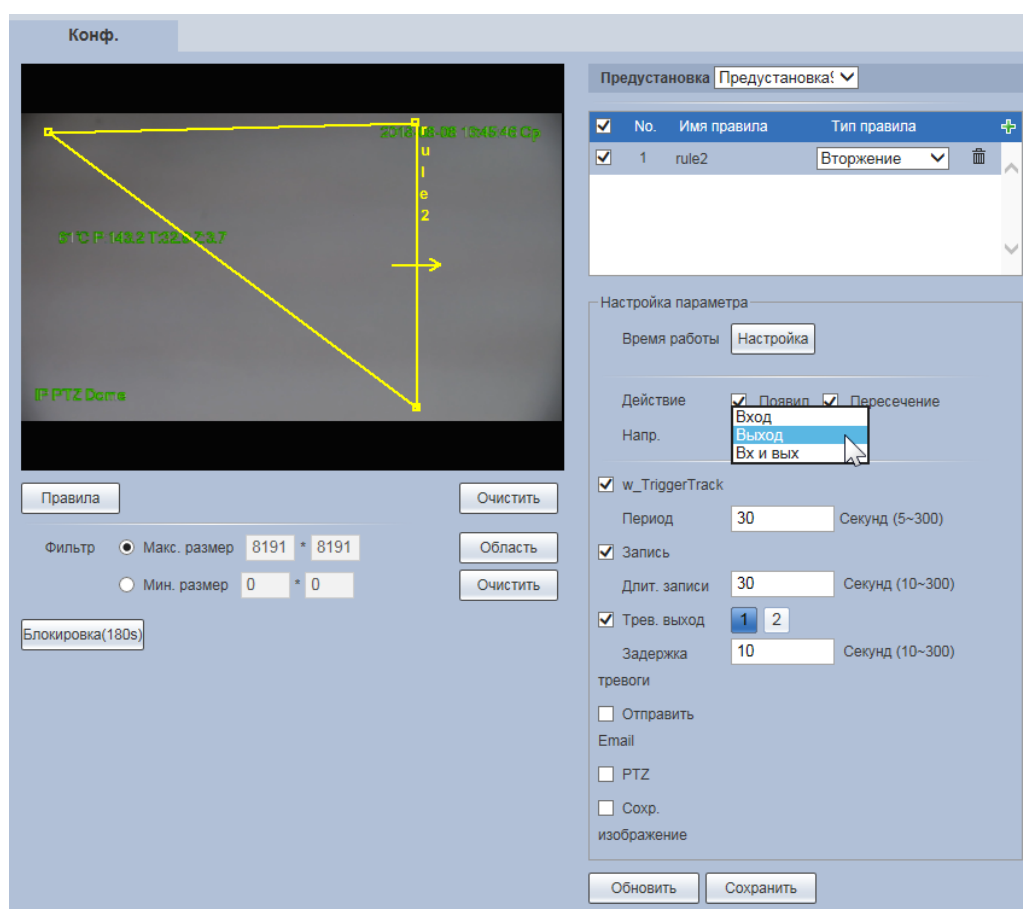 Конф.
Предустановка Предустановка
No. Имя правила Тип правила
1 rule2 Вторжение
rule2
IP PTZ Dome
Настройка параметра
Время работы Настройка
Действие Появил Пересечение
Напр. Вход
Выход
Вх и вых
w_TriggerTrack
Период 30 Секунд (5~300)
Запись
Длит. записи 30 Секунд (10~300)
Трев. выход 1 2
Задержка 10 Секунд (10~300)
тревоги
Отправить
Email
PTZ
Сохр.
изображение
Обновить Сохранить
Правила Очистить
Фильтр Макс. размер 8191 * 8191 Область
Мин. размер 0 * 0 Очистить
Блокировка(180s)